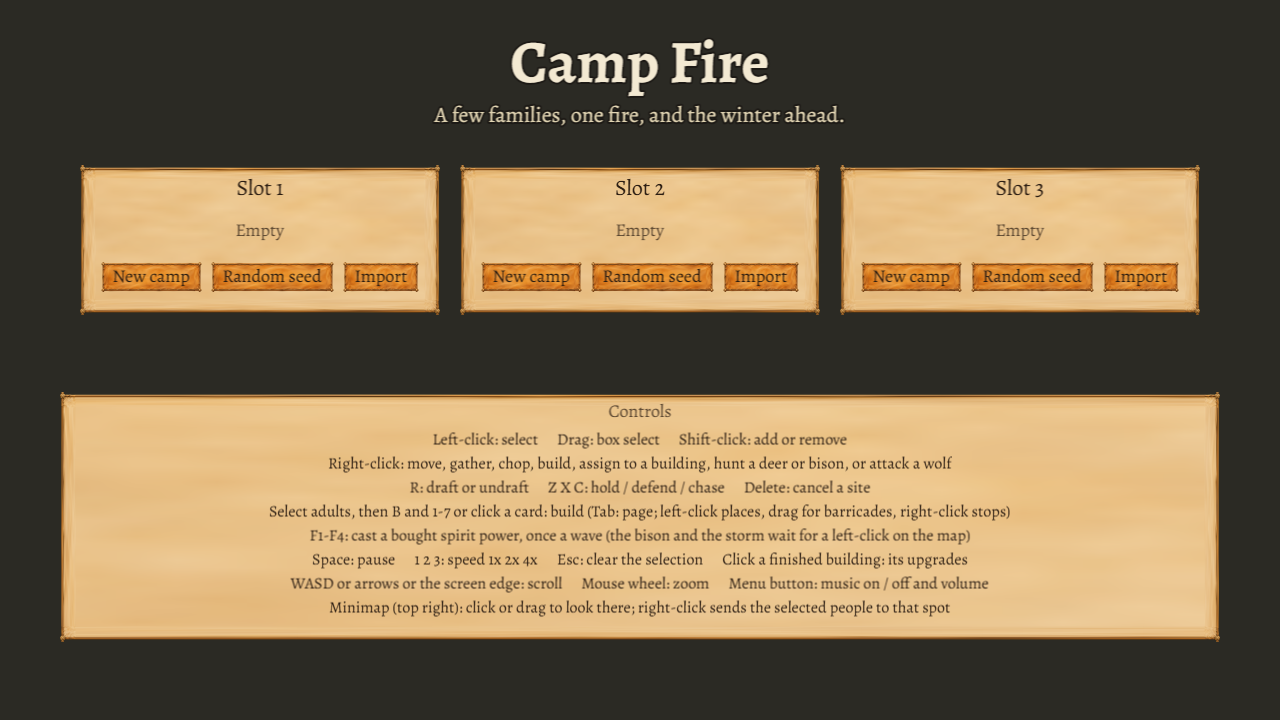 Camp Fire
A few families, one fire, and the winter ahead.
Slot 1
Empty
New camp Random seed Import
Slot 2
Empty
New camp Random seed Import
Slot 3
Empty
New camp Random seed Import
Controls
Left-click: select Drag: box select Shift-click: add or remove
Right-click: move, gather, chop, build, assign to a building, hunt a deer or bison, or attack a wolf
R: draft or undraft Z X C: hold / defend / chase Delete: cancel a site
Select adults, then B and 1-7 or click a card: build (Tab: page; left-click places, drag for barricades, right-click stops)
F1-F4: cast a bought spirit power, once a wave (the bison and the storm wait for a left-click on the map)
Space: pause 1 2 3: speed 1x 2x 4x Esc: clear the selection Click a finished building: its upgrades
WASD or arrows or the screen edge: scroll Mouse wheel: zoom Menu button: music on / off and volume
Minimap (top right): click or drag to look there; right-click sends the selected people to that spot